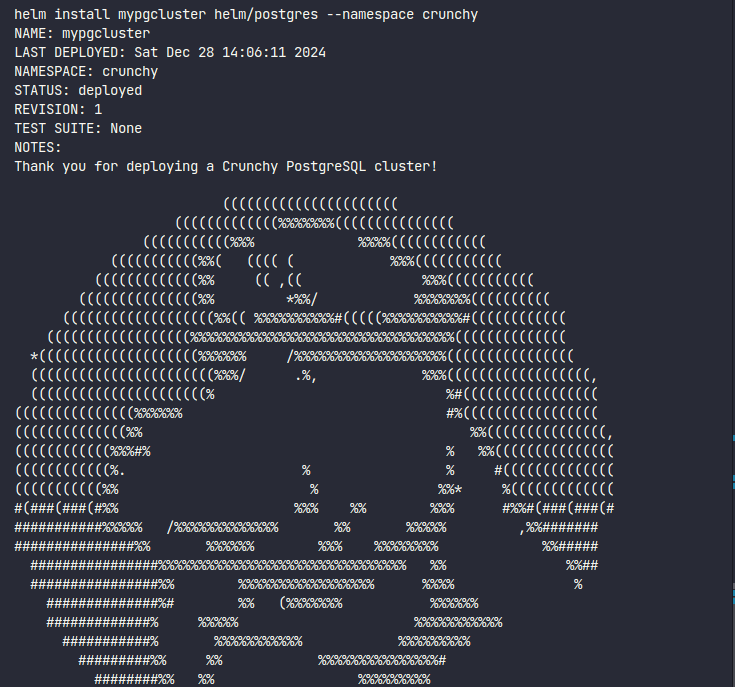 helm install mypgcluster helm/postgres --namespace crunchy
NAME: mypgcluster
LAST DEPLOYED: Sat Dec 28 14:06:11 2024
NAMESPACE: crunchy
STATUS: deployed
REVISION: 1
TEST SUITE: None
NOTES:
Thank you for deploying a Crunchy PostgreSQL cluster!